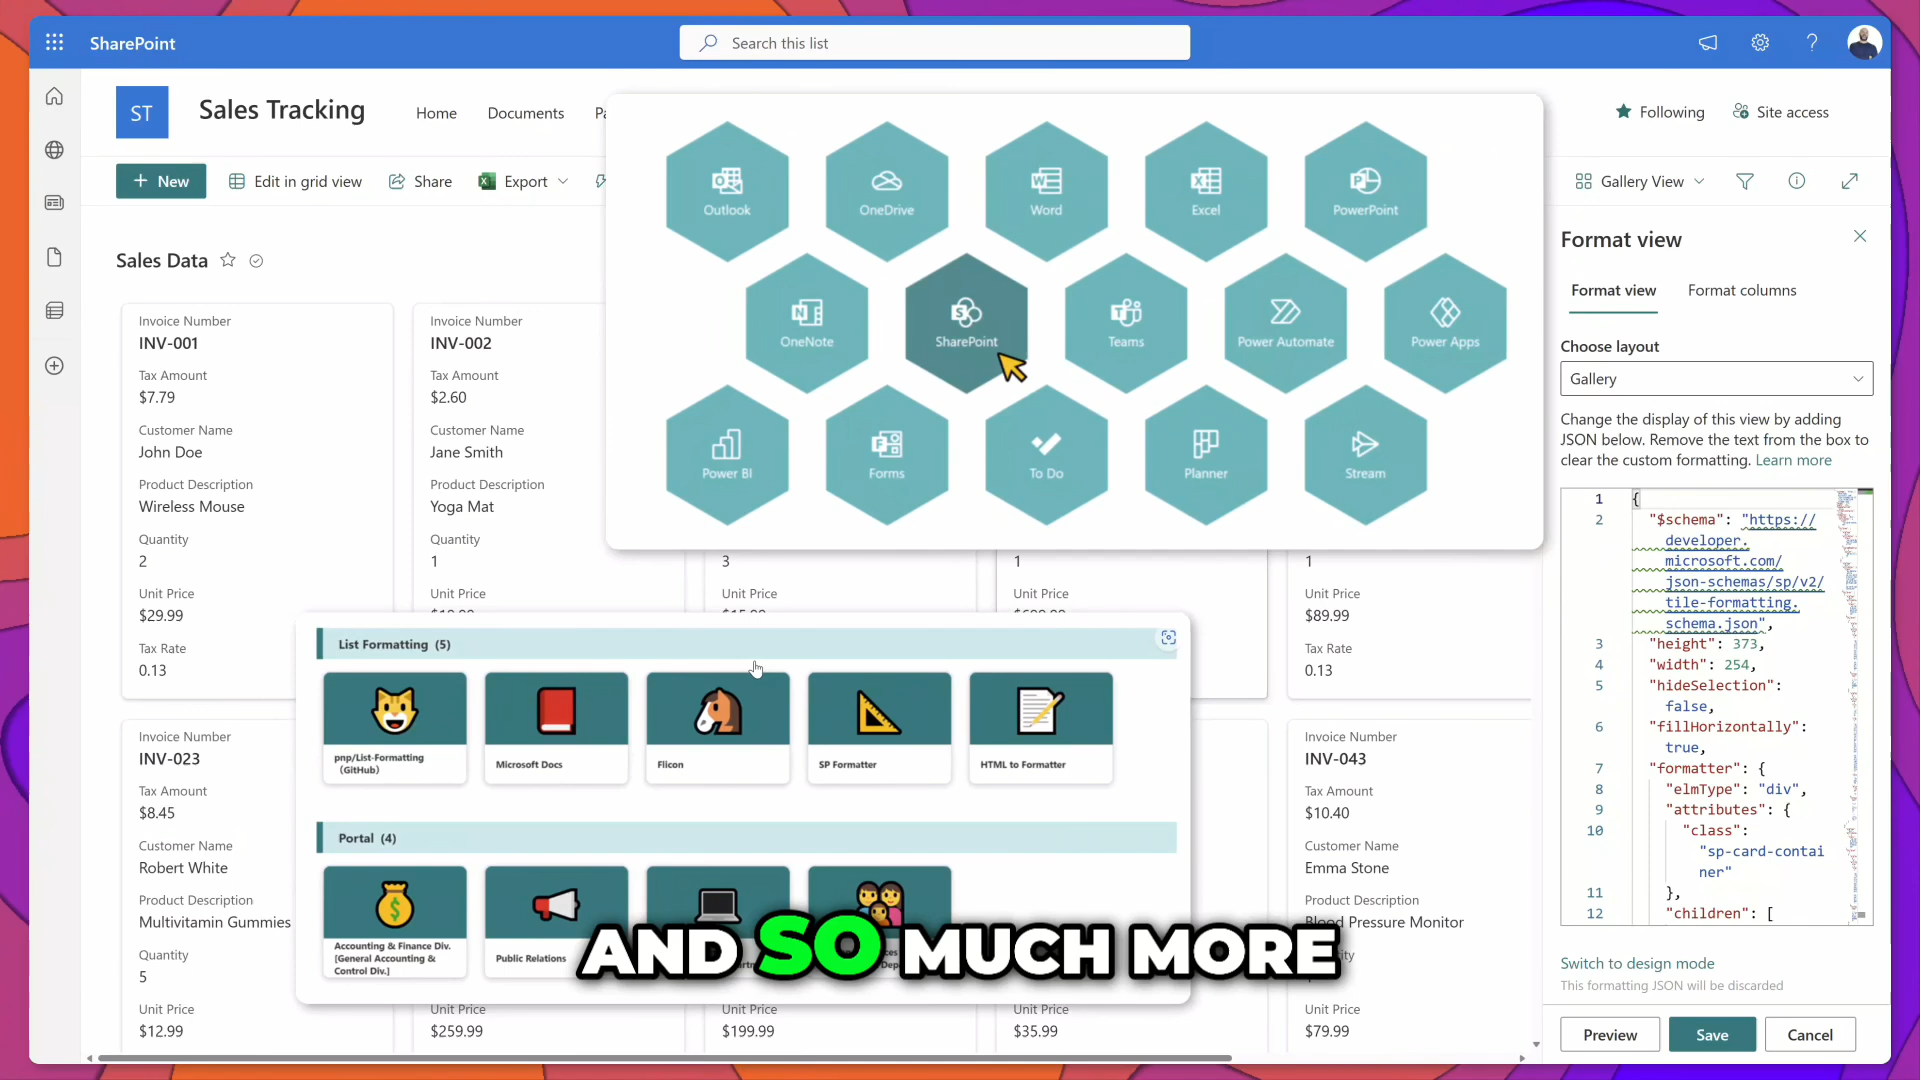 SharePoint
Search this list
ST
Sales Tracking
Home
Documents
Following
Site access
New
Edit in grid view
Share
Export
Gallery View
Sales Data
Invoice Number
INV-001
Tax Amount
$7.79
Customer Name
John Doe
Product Description
Wireless Mouse
Quantity
2
Unit Price
$29.99
Tax Rate
0.13
Invoice Number
INV-002
Tax Amount
$2.60
Customer Name
Jane Smith
Product Description
Yoga Mat
Quantity
1
Unit Price
3
Unit Price
1
Unit Price
1
Unit Price
$89.99
Tax Rate
0.13
Outlook
OneDrive
Word
Excel
PowerPoint
OneNote
SharePoint
Teams
Power Automate
Power Apps
Power BI
Forms
To Do
Planner
Stream
List Formatting (5)
pnp/List-Formatting
(GitHub)
Microsoft Docs
Flicon
SP Formatter
HTML to Formatter
Portal (4)
Accounting & Finance Div.
[General Accounting &
Control Div.]
Public Relations
AND SO MUCH MORE
Invoice Number
INV-023
Tax Amount
$8.45
Customer Name
Robert White
Product Description
Multivitamin Gummies
Quantity
5
Unit Price
$12.99
Unit Price
$259.99
Unit Price
$199.99
Unit Price
$35.99
Invoice Number
INV-043
Tax Amount
$10.40
Customer Name
Emma Stone
Product Description
Blood Pressure Monitor
Unit Price
$79.99
Format view
Format view
Format columns
Choose layout
Gallery
Change the display of this view by adding
JSON below. Remove the text from the box to
clear the custom formatting. Learn more
1 {
2 "$schema": "https://
developer.
microsoft.com/
json-schemas/sp/v2/
tile-formatting.
schema.json",
3 "height": 373,
4 "width": 254,
5 "hideSelection":
false,
6 "fillHorizontally":
true,
7 "formatter": {
8 "elmType": "div",
9 "attributes": {
10 "class":
"sp-card-contai
ner"
11 },
12 "children": [
Switch to design mode
This formatting JSON will be discarded
Preview
Save
Cancel